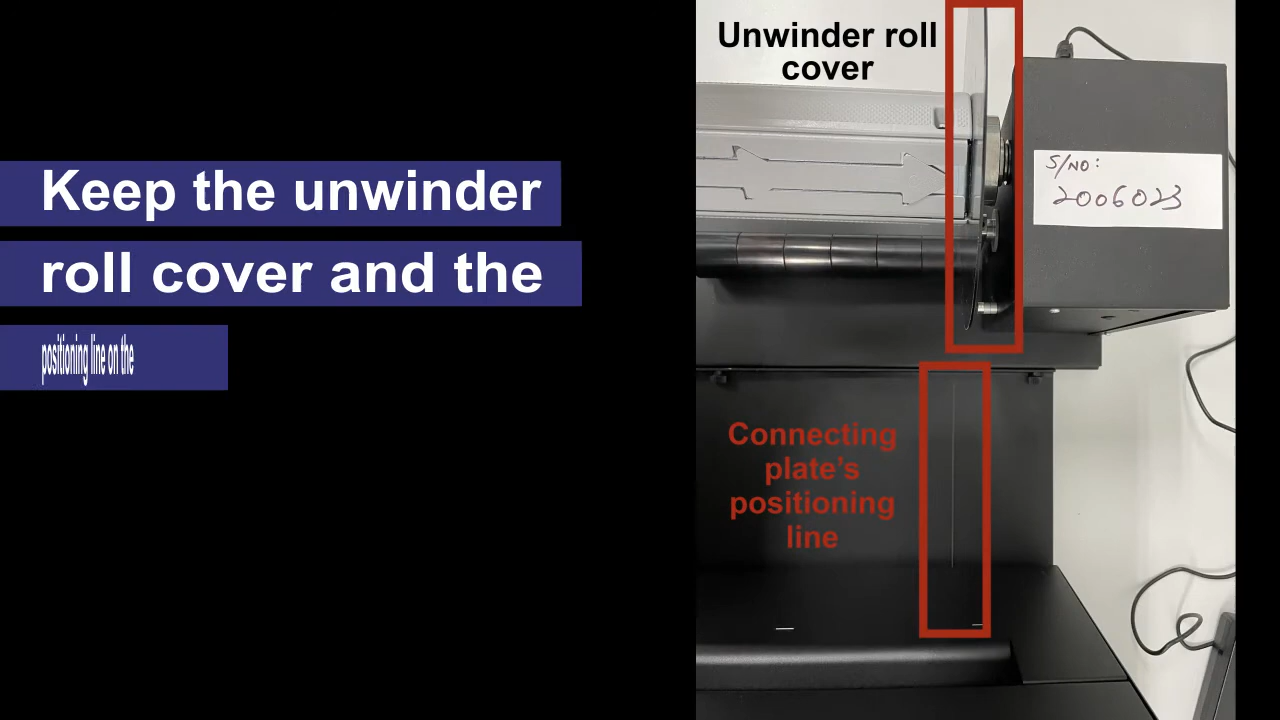 Keep the unwinder
roll cover and the
positioning line on the
Unwinder roll
cover
S/NO:
2006023
Connecting
plate's
positioning
line